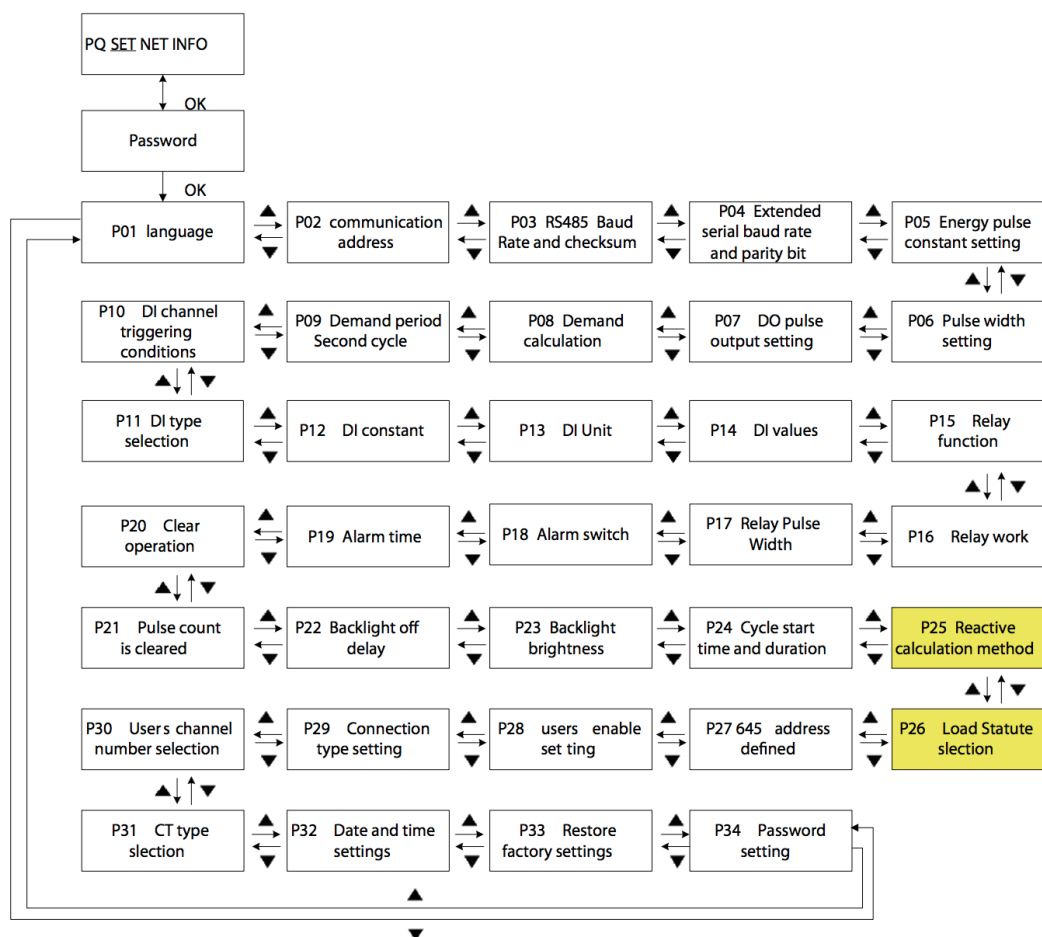 PQ SET NET INFO
OK
Password
OK
P01 language
P02 communication
address
P03 RS485 Baud
Rate and checksum
P04 Extended
serial baud rate
and parity bit
P05 Energy pulse
constant setting
P10 DI channel
triggering
conditions
P09 Demand period
Second cycle
P08 Demand
calculation
P07 DO pulse
output setting
P06 Pulse width
setting
P11 DI type
selection
P12 DI constant
P13 DI Unit
P14 DI values
P15 Relay
function
P20 Clear
operation
P19 Alarm time
P18 Alarm switch
P17 Relay Pulse
Width
P16 Relay work
P21 Pulse count
is cleared
P22 Backlight off
delay
P23 Backlight
brightness
P24 Cycle start
time and duration
P25 Reactive
calculation method
P30 Users channel
number selection
P29 Connection
type setting
P28 users enable
set ting
P27 645 address
defined
P26 Load Statute
slection
P31 CT type
slection
P32 Date and time
settings
P33 Restore
factory settings
P34 Password
setting